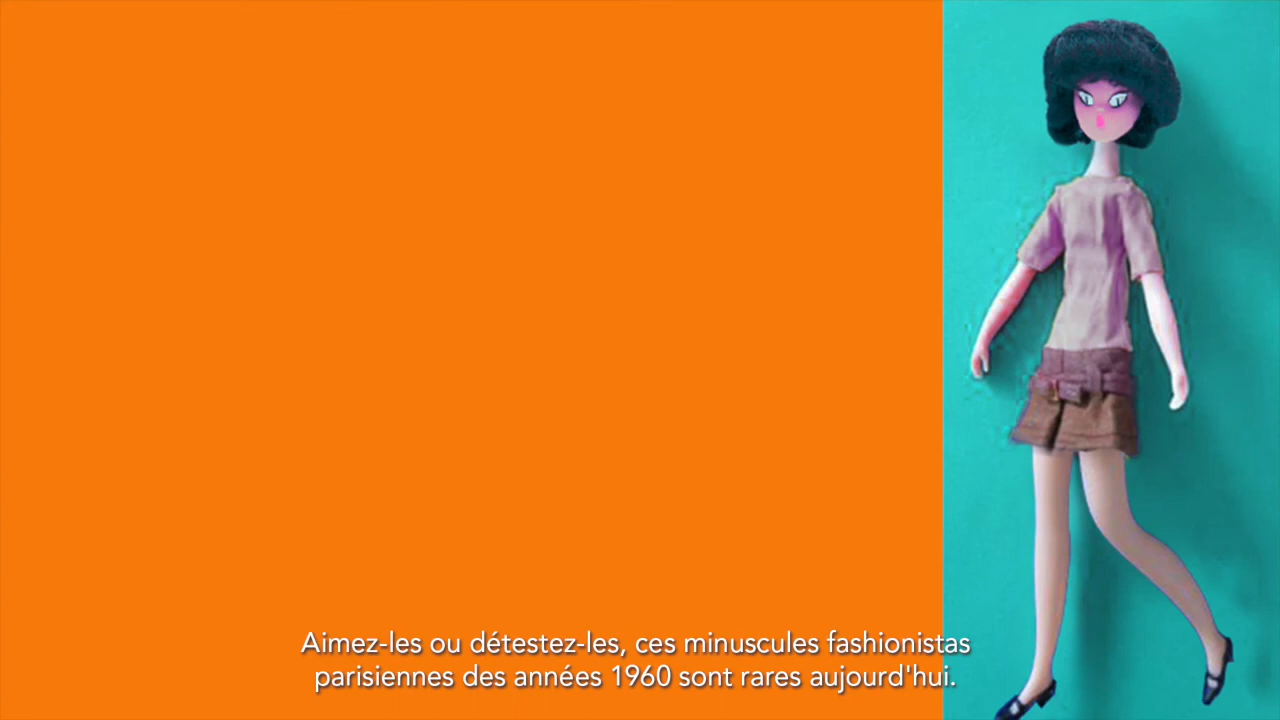 Aimez-les ou détestez-les, ces minuscules fashionistas
parisiennes des années 1960 sont rares aujourd'hui.